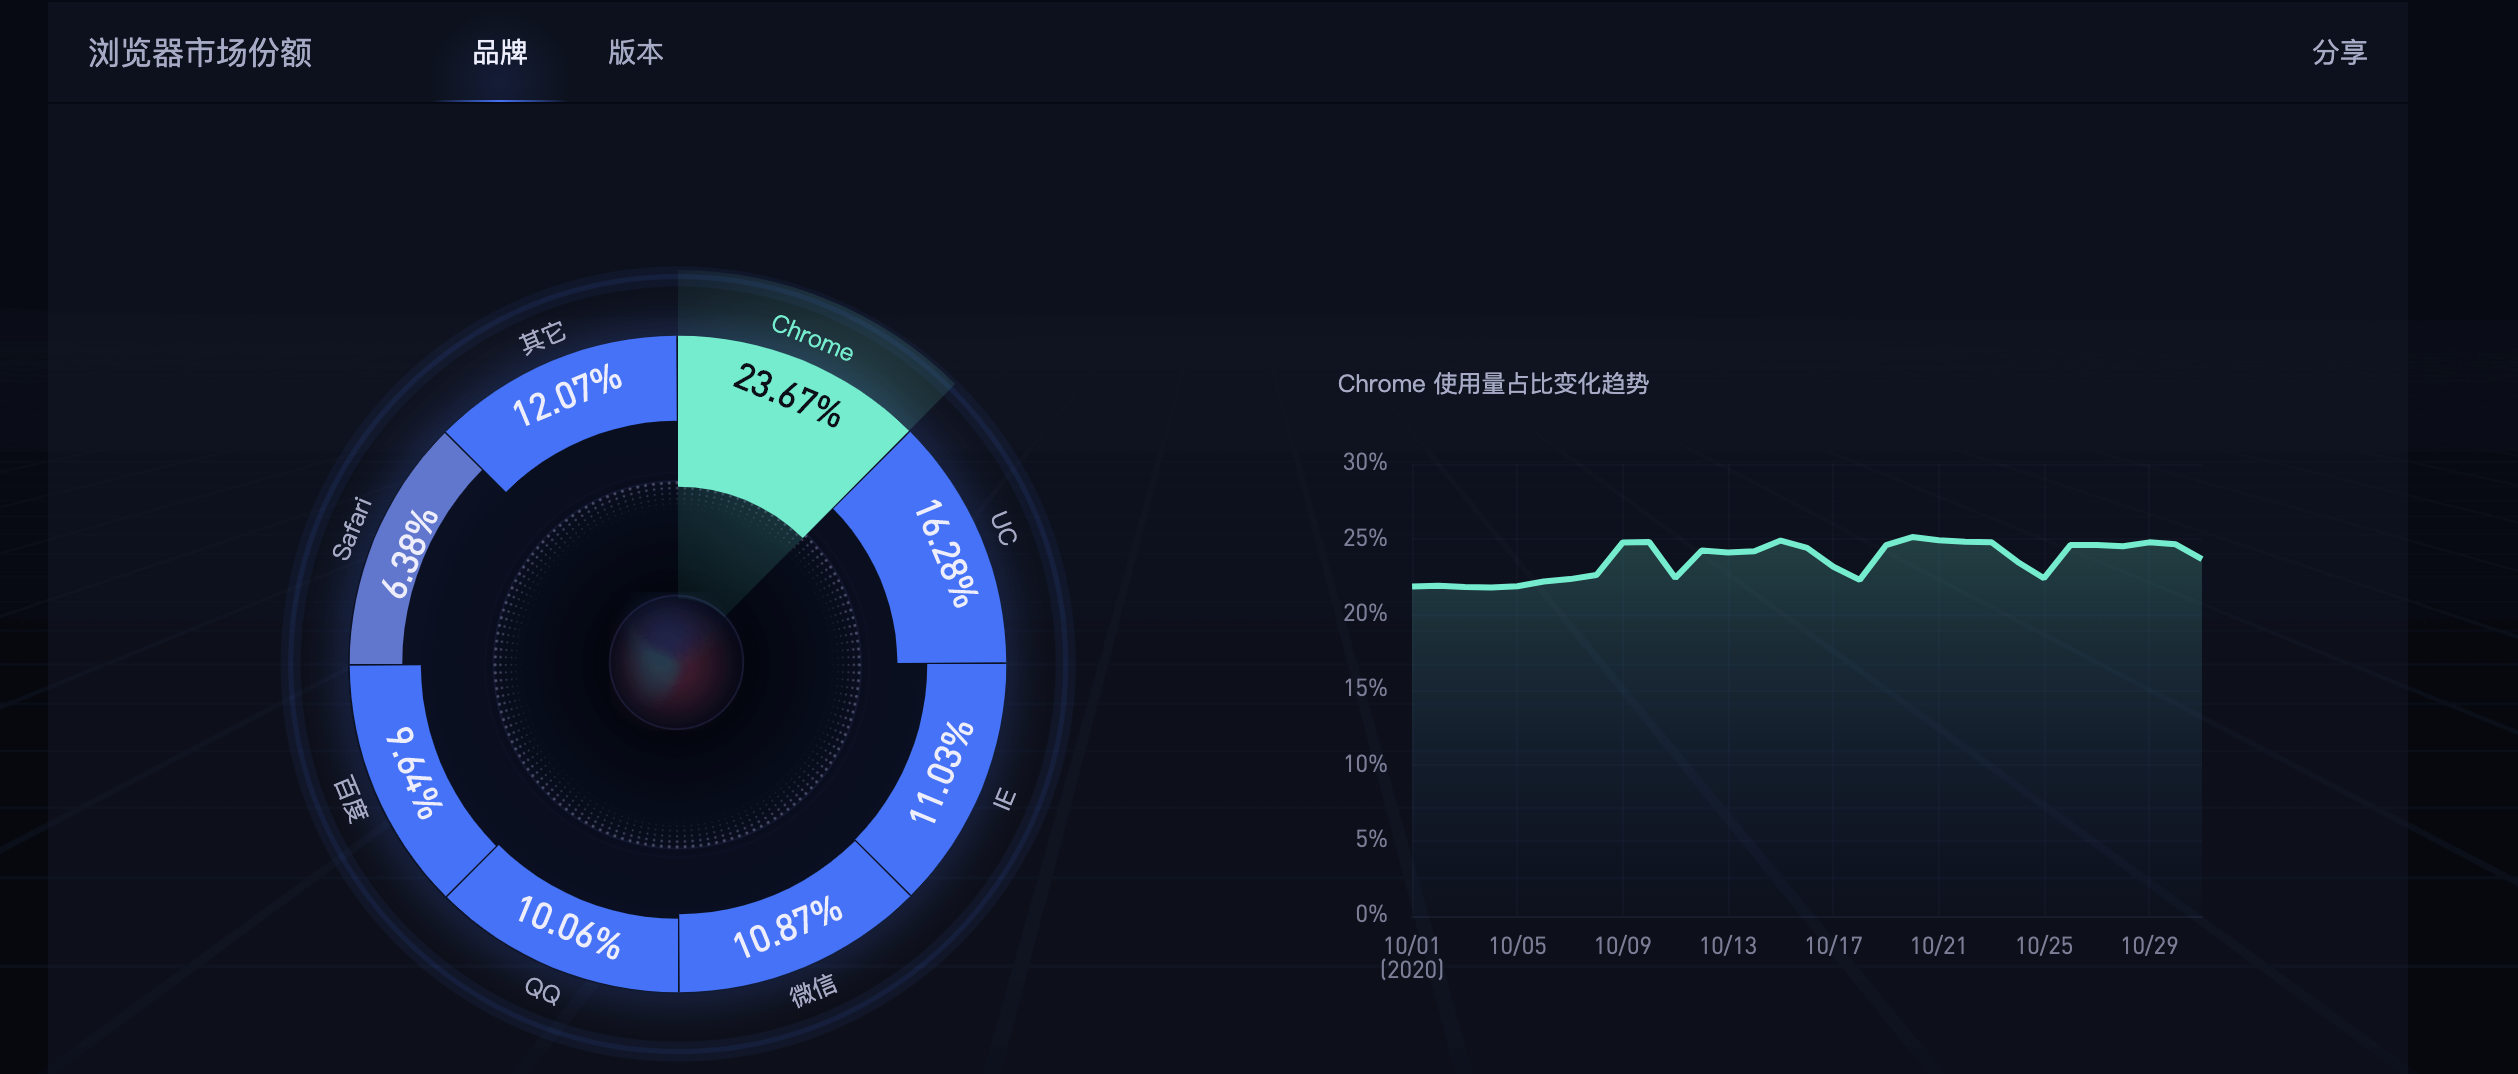 浏览器市场份额
品牌
版本
分享
Chrome
23.67%
UC
16.28%
IE
11.03%
微信
10.87%
QQ
10.06%
百度
9.64%
Safari
6.38%
其它
12.07%
Chrome 使用量占比变化趋势
30%
25%
20%
15%
10%
5%
0%
10/01 10/05 10/09 10/13 10/17 10/21 10/25 10/29
(2020)